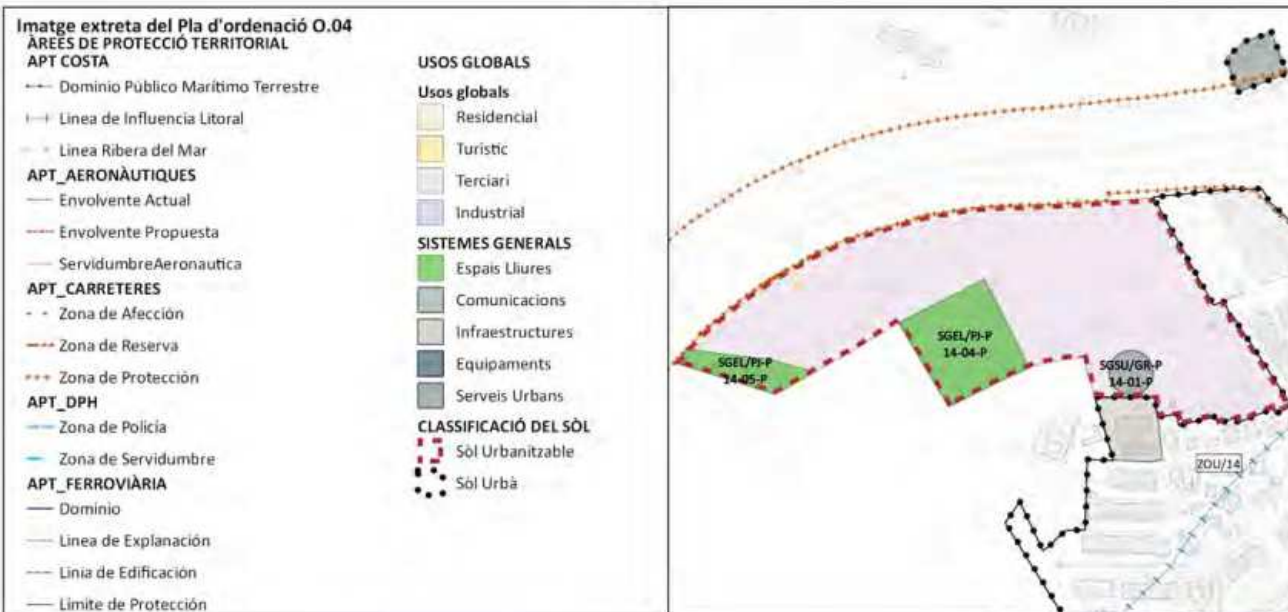 Imatge extreta del Pla d'ordenació O.04
ÀREES DE PROTECCIÓ TERRITORIAL
APT COSTA
Dominio Público Marítimo Terrestre
Linea de Influencia Litoral
Linea Ribera del Mar
APT_AERONÀUTIQUES
Envolvente Actual
Envolvente Propuesta
ServidumbreAeronautica
APT_CARRETERES
Zona de Afección
Zona de Reserva
Zona de Protección
APT_DPH
Zona de Policía
Zona de Servidumbre
APT_FERROVIÀRIA
Dominio
Linea de Explanación
Linia de Edificación
Límite de Protección
USOS GLOBALS
Usos globals
Residencial
Turistic
Terciari
Industrial
SISTEMES GENERALS
Espais Lliures
Comunicacions
Infraestructures
Equipaments
Serveis Urbans
CLASSIFICACIÓ DEL SÒL
Sòl Urbanitzable
Sòl Urbà
SGEL/PJ-P
14-05-P
SGEL/PJ-P
14-04-P
SGSU/GR-P
14-01-P
ZOU/14